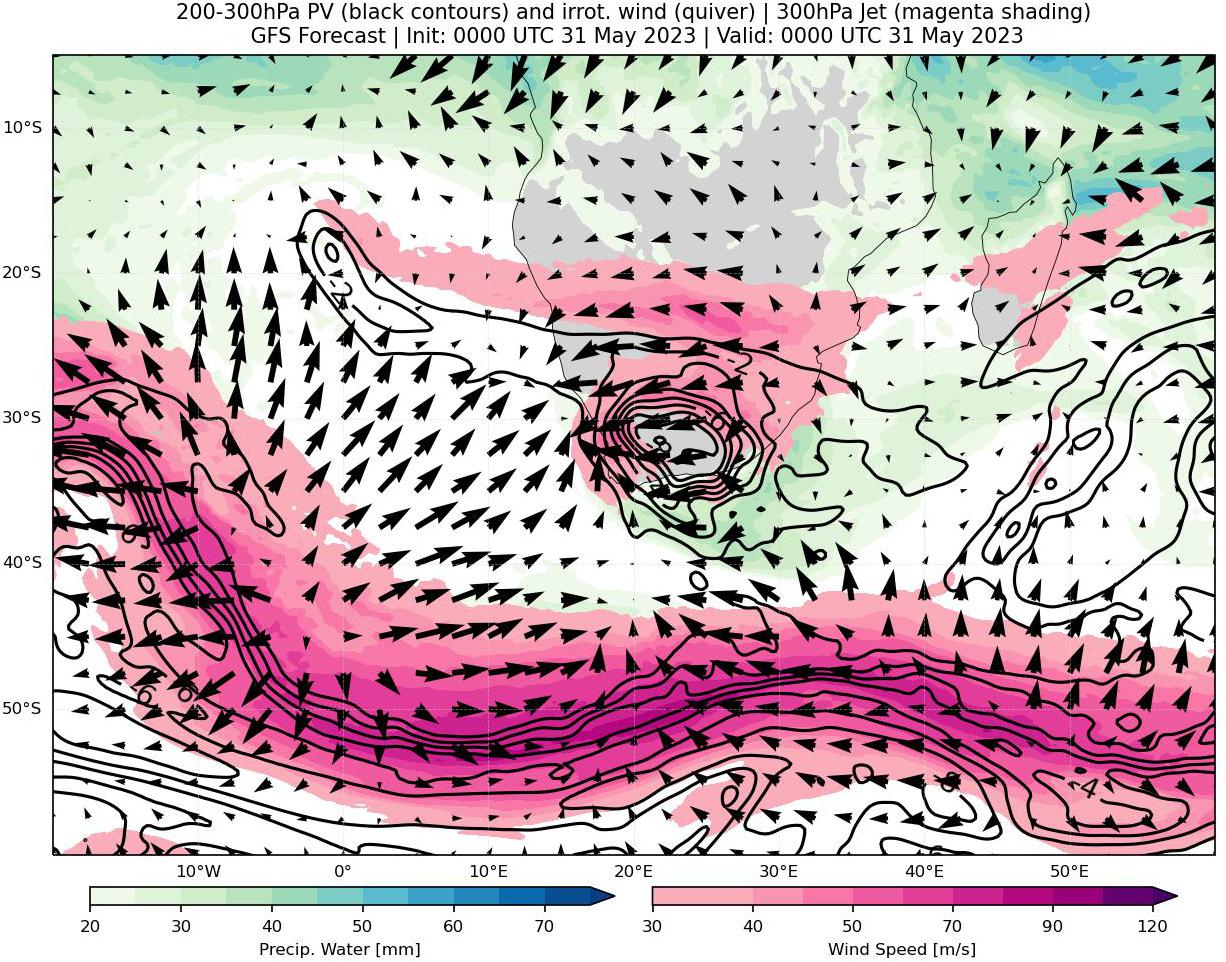 200-300hPa PV (black contours) and irrot. wind (quiver) | 300hPa Jet (magenta shading)
GFS Forecast | Init: 0000 UTC 31 May 2023 | Valid: 0000 UTC 31 May 2023
10°S
20°S
-2
30°S
-6
-8
40°S
-6
-8
50°S
-4
10°W
0°
10°E
20°E
30°E
40°E
50°E
20
30
40
50
60
70
30
40
50
70
90
120
Precip. Water [mm]
Wind Speed [m/s]